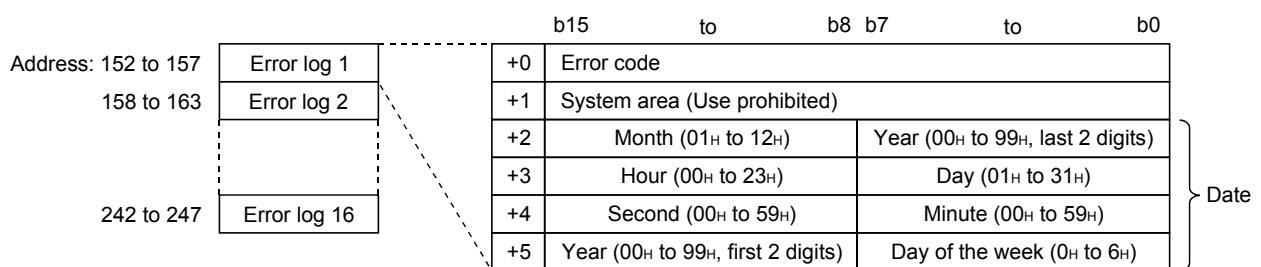 b15 to b8 b7 to b0
Address: 152 to 157 Error log 1 +0 Error code
158 to 163 Error log 2 +1 System area (Use prohibited)
+2 Month (01H to 12H) Year (00H to 99H, last 2 digits)
+3 Hour (00H to 23H) Day (01H to 31H)
242 to 247 Error log 16 +4 Second (00H to 59H) Minute (00H to 59H)
+5 Year (00H to 99H, first 2 digits) Day of the week (0H to 6H)
Date